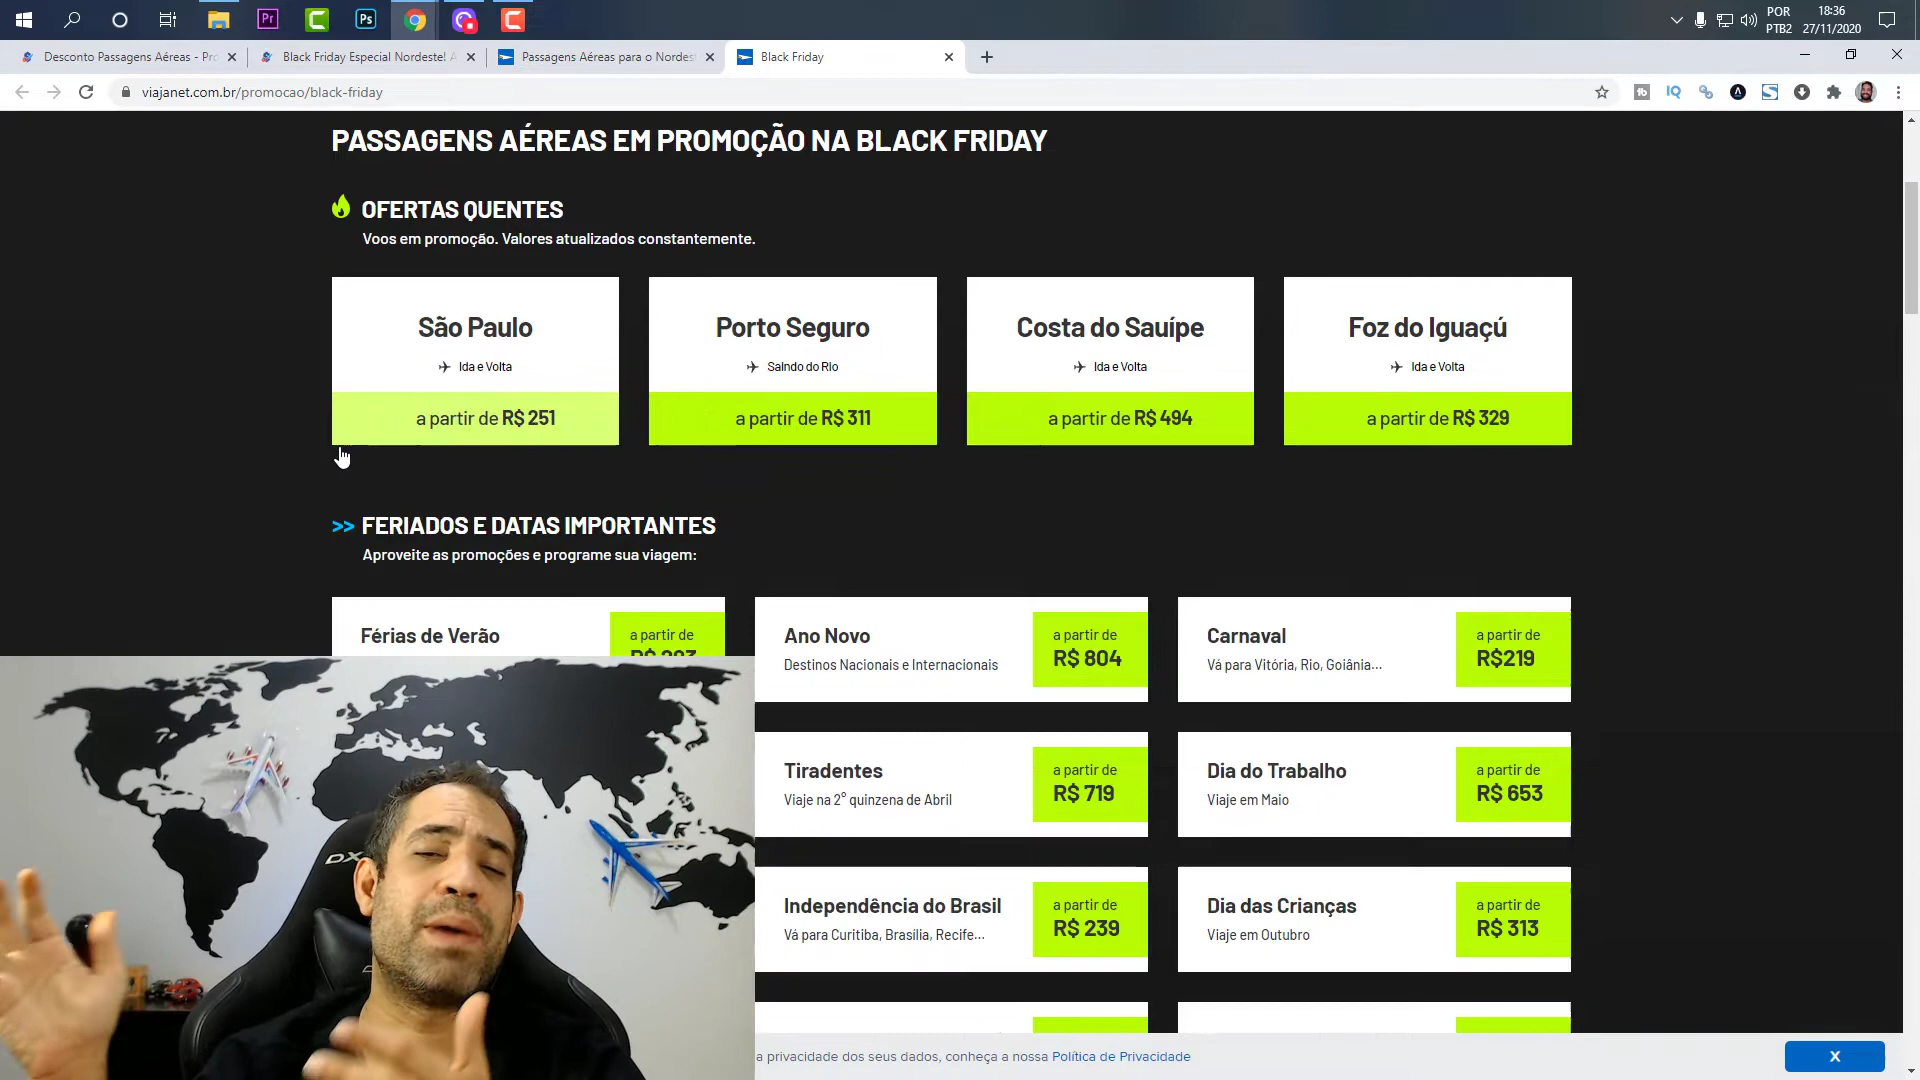 POR
PTB2
18:36
27/11/2020
Desconto Passagens Aéreas - Pro
Black Friday Especial Nordeste! A
Passagens Aéreas para o Nordest
Black Friday
viajanet.com.br/promocao/black-friday
PASSAGENS AÉREAS EM PROMOÇÃO NA BLACK FRIDAY
OFERTAS QUENTES
Voos em promoção. Valores atualizados constantemente.
São Paulo
Ida e Volta
a partir de R$ 251
Porto Seguro
Saindo do Rio
a partir de R$ 311
Costa do Sauípe
Ida e Volta
a partir de R$ 494
Foz do Iguaçú
Ida e Volta
a partir de R$ 329
>> FERIADOS E DATAS IMPORTANTES
Aproveite as promoções e programe sua viagem:
Férias de Verão
a partir de
Ano Novo
Destinos Nacionais e Internacionais
a partir de
R$ 804
Carnaval
Vá para Vitória, Rio, Goiânia...
a partir de
R$219
Tiradentes
Viaje na 2° quinzena de Abril
a partir de
R$ 719
Dia do Trabalho
Viaje em Maio
a partir de
R$ 653
Independência do Brasil
Vá para Curitiba, Brasília, Recife...
a partir de
R$ 239
Dia das Crianças
Viaje em Outubro
a partir de
R$ 313
a privacidade dos seus dados, conheça a nossa Política de Privacidade
X